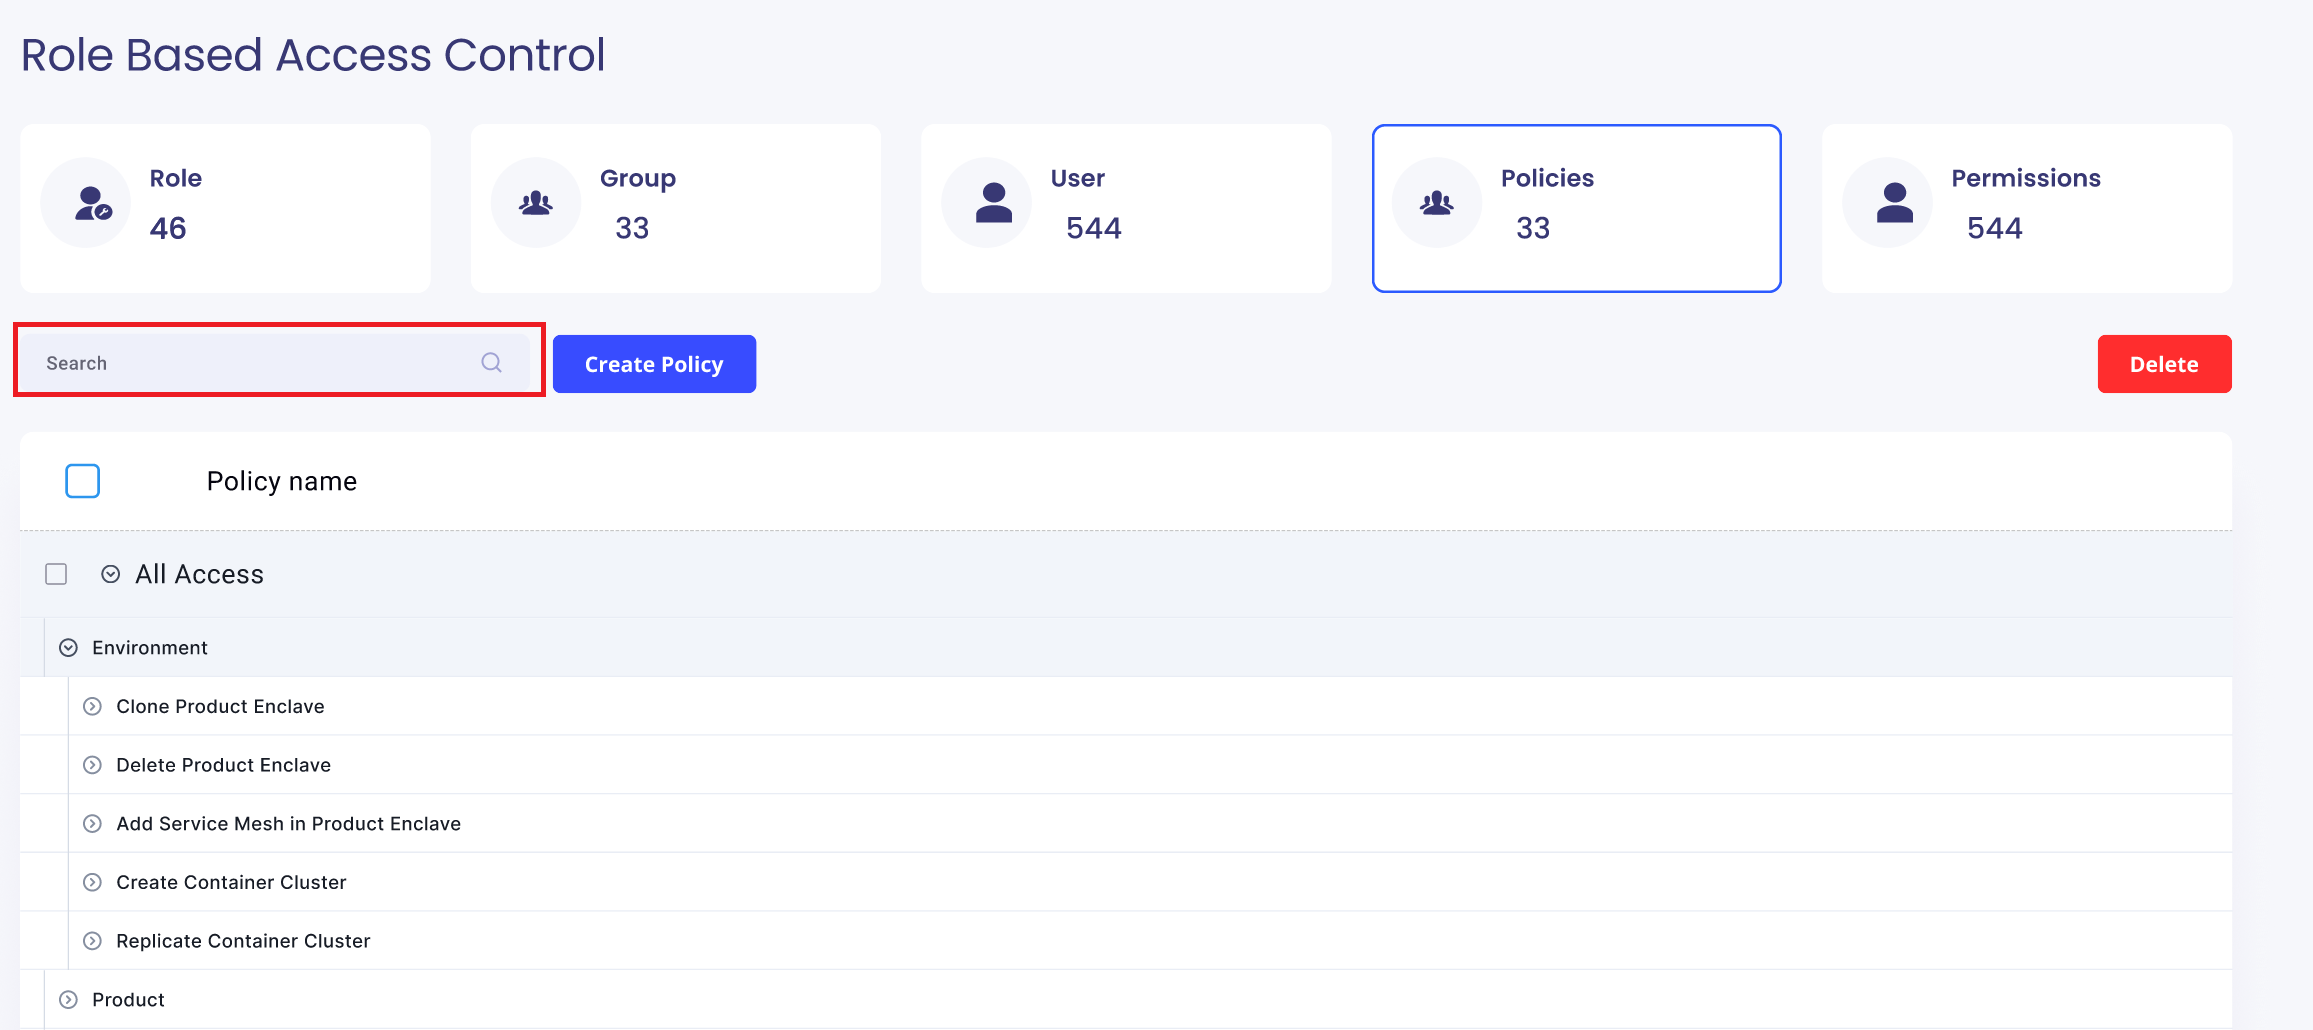 Role Based Access Control
Role
46
Group
33
User
544
Policies
33
Permissions
544
Search
Create Policy
Delete
Policy name
All Access
Environment
Clone Product Enclave
Delete Product Enclave
Add Service Mesh in Product Enclave
Create Container Cluster
Replicate Container Cluster
Product